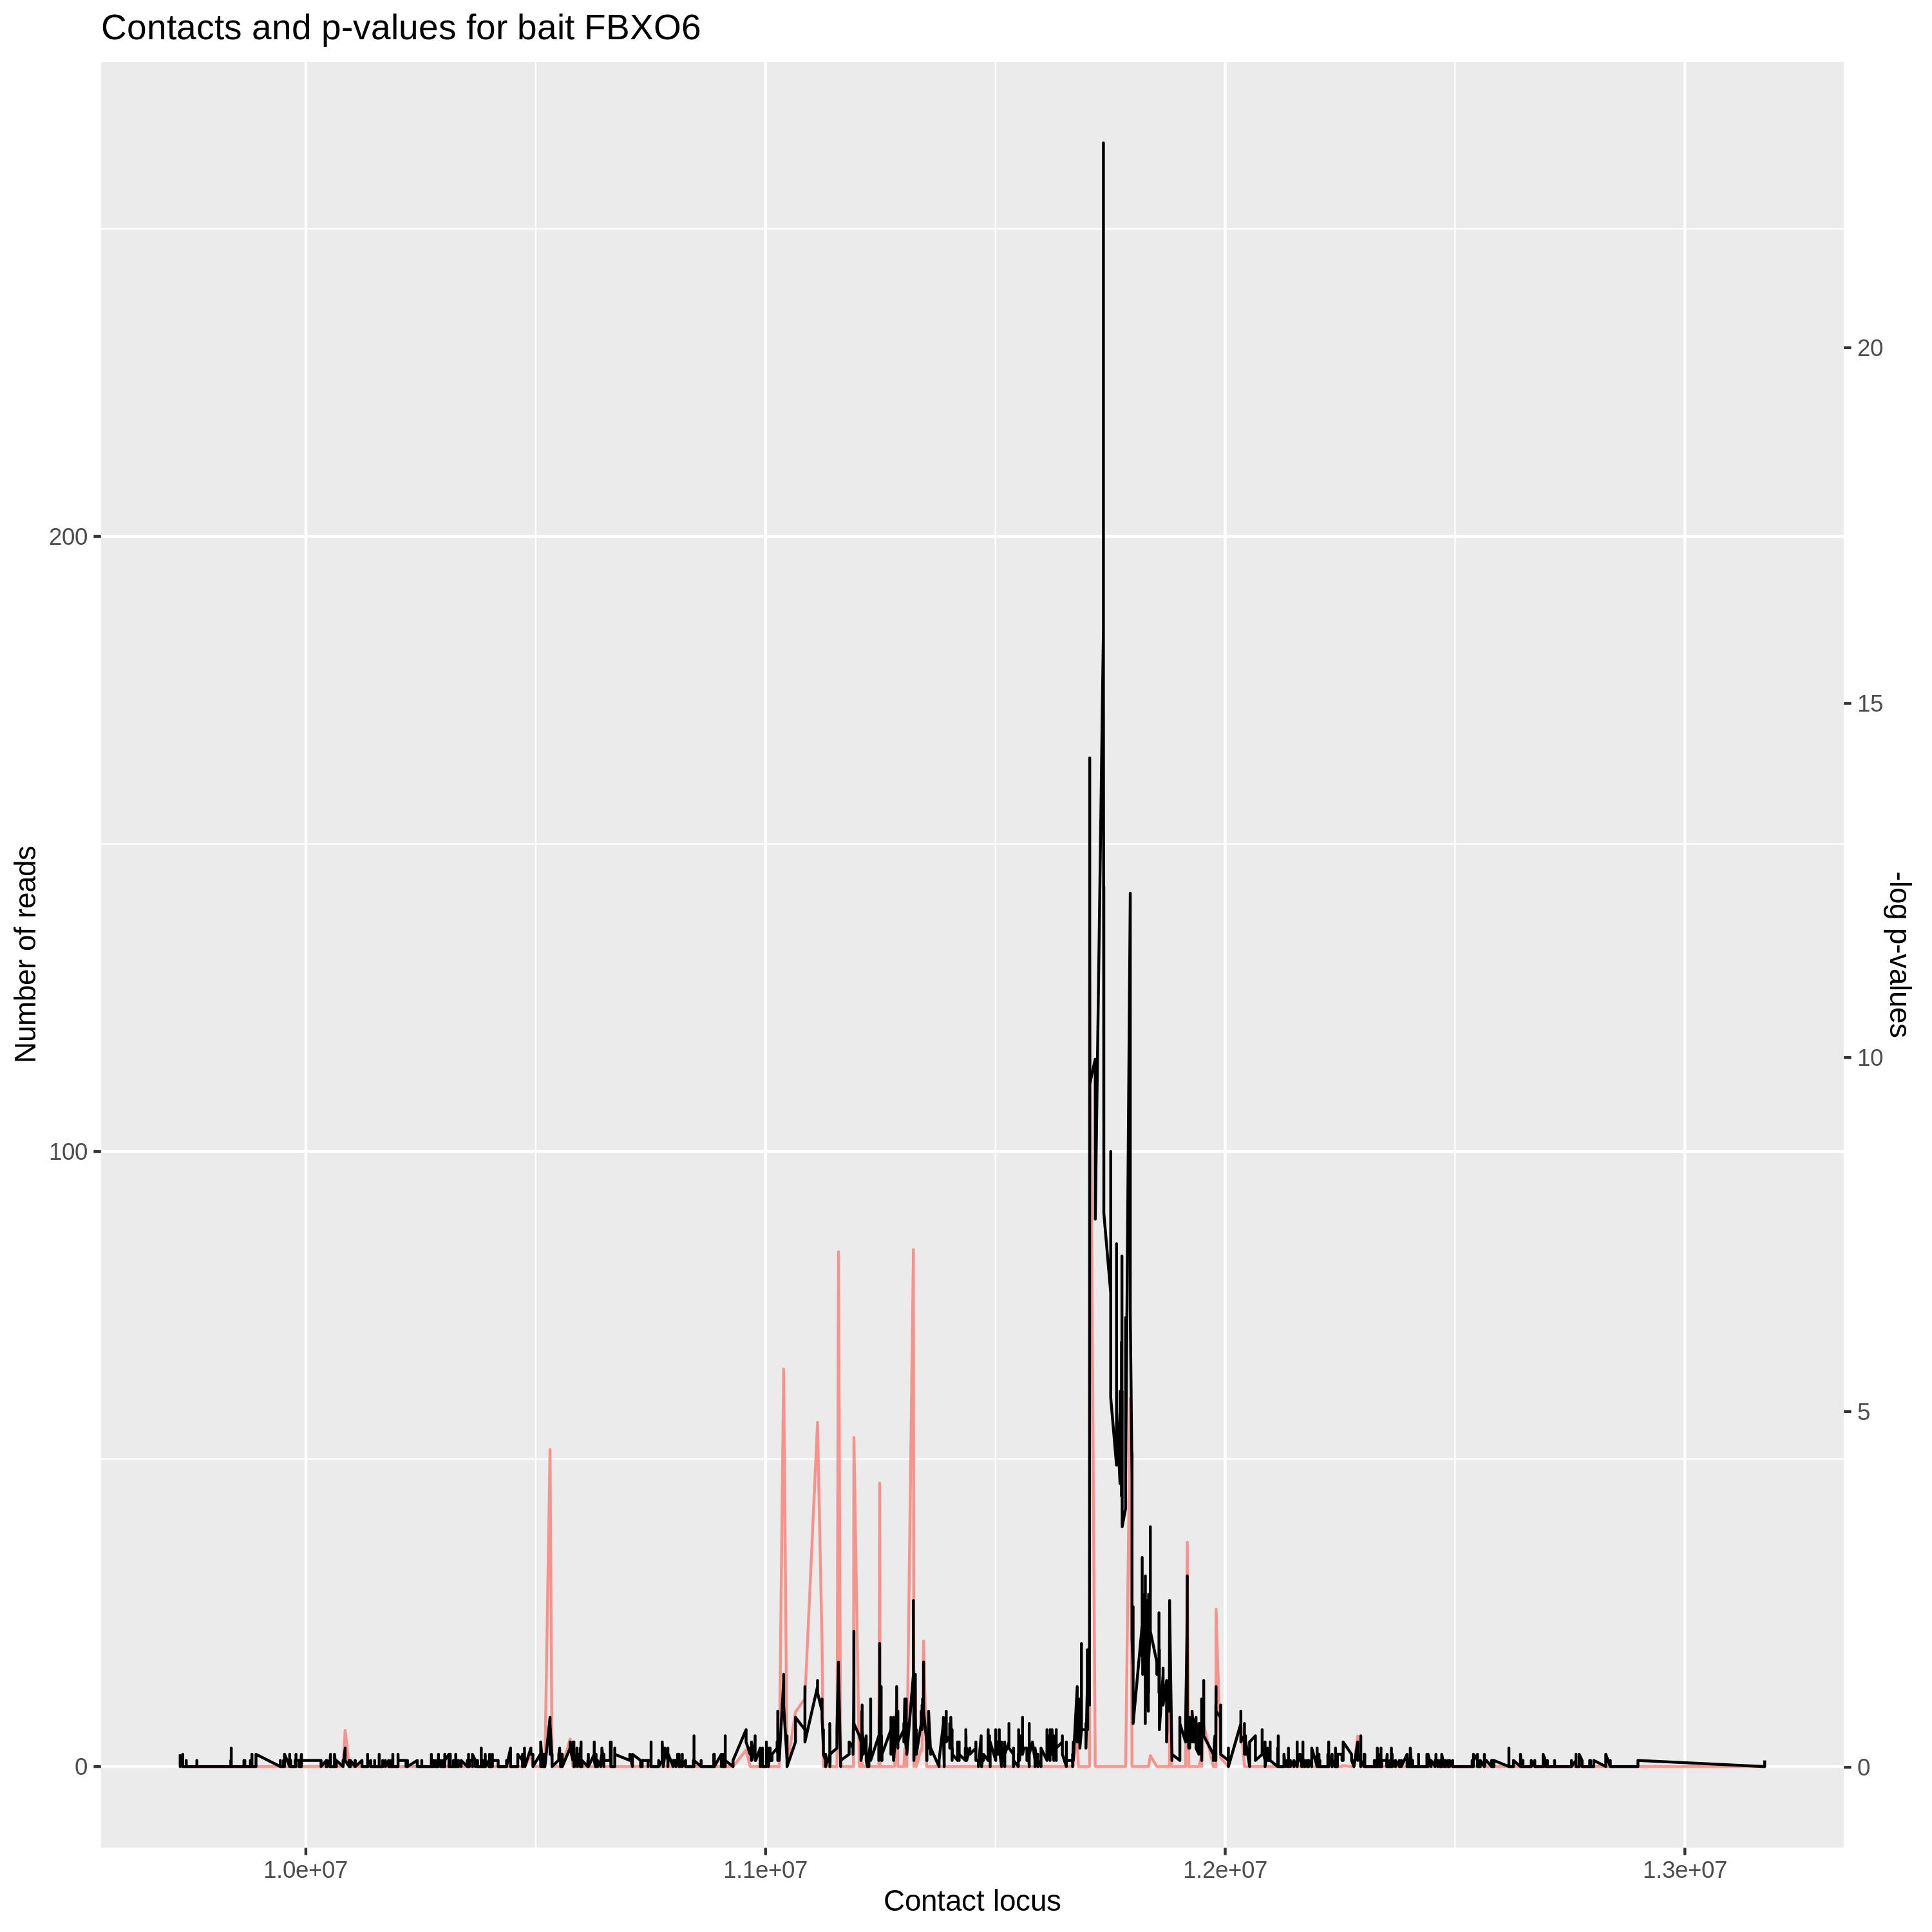 Contacts and p-values for bait FBXO6
Number of reads
200
100
0
20
15
10
5
0
-log p-values
1.0e+07
1.1e+07
1.2e+07
1.3e+07
Contact locus